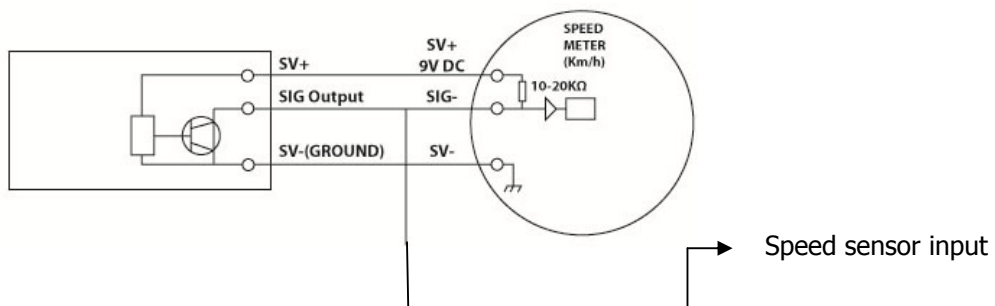 SPEED
METER
(Km/h)
SV+
SV+
9V DC
10-20KΩ
SIG Output
SIG-
SV-(GROUND)
SV-
Speed sensor input